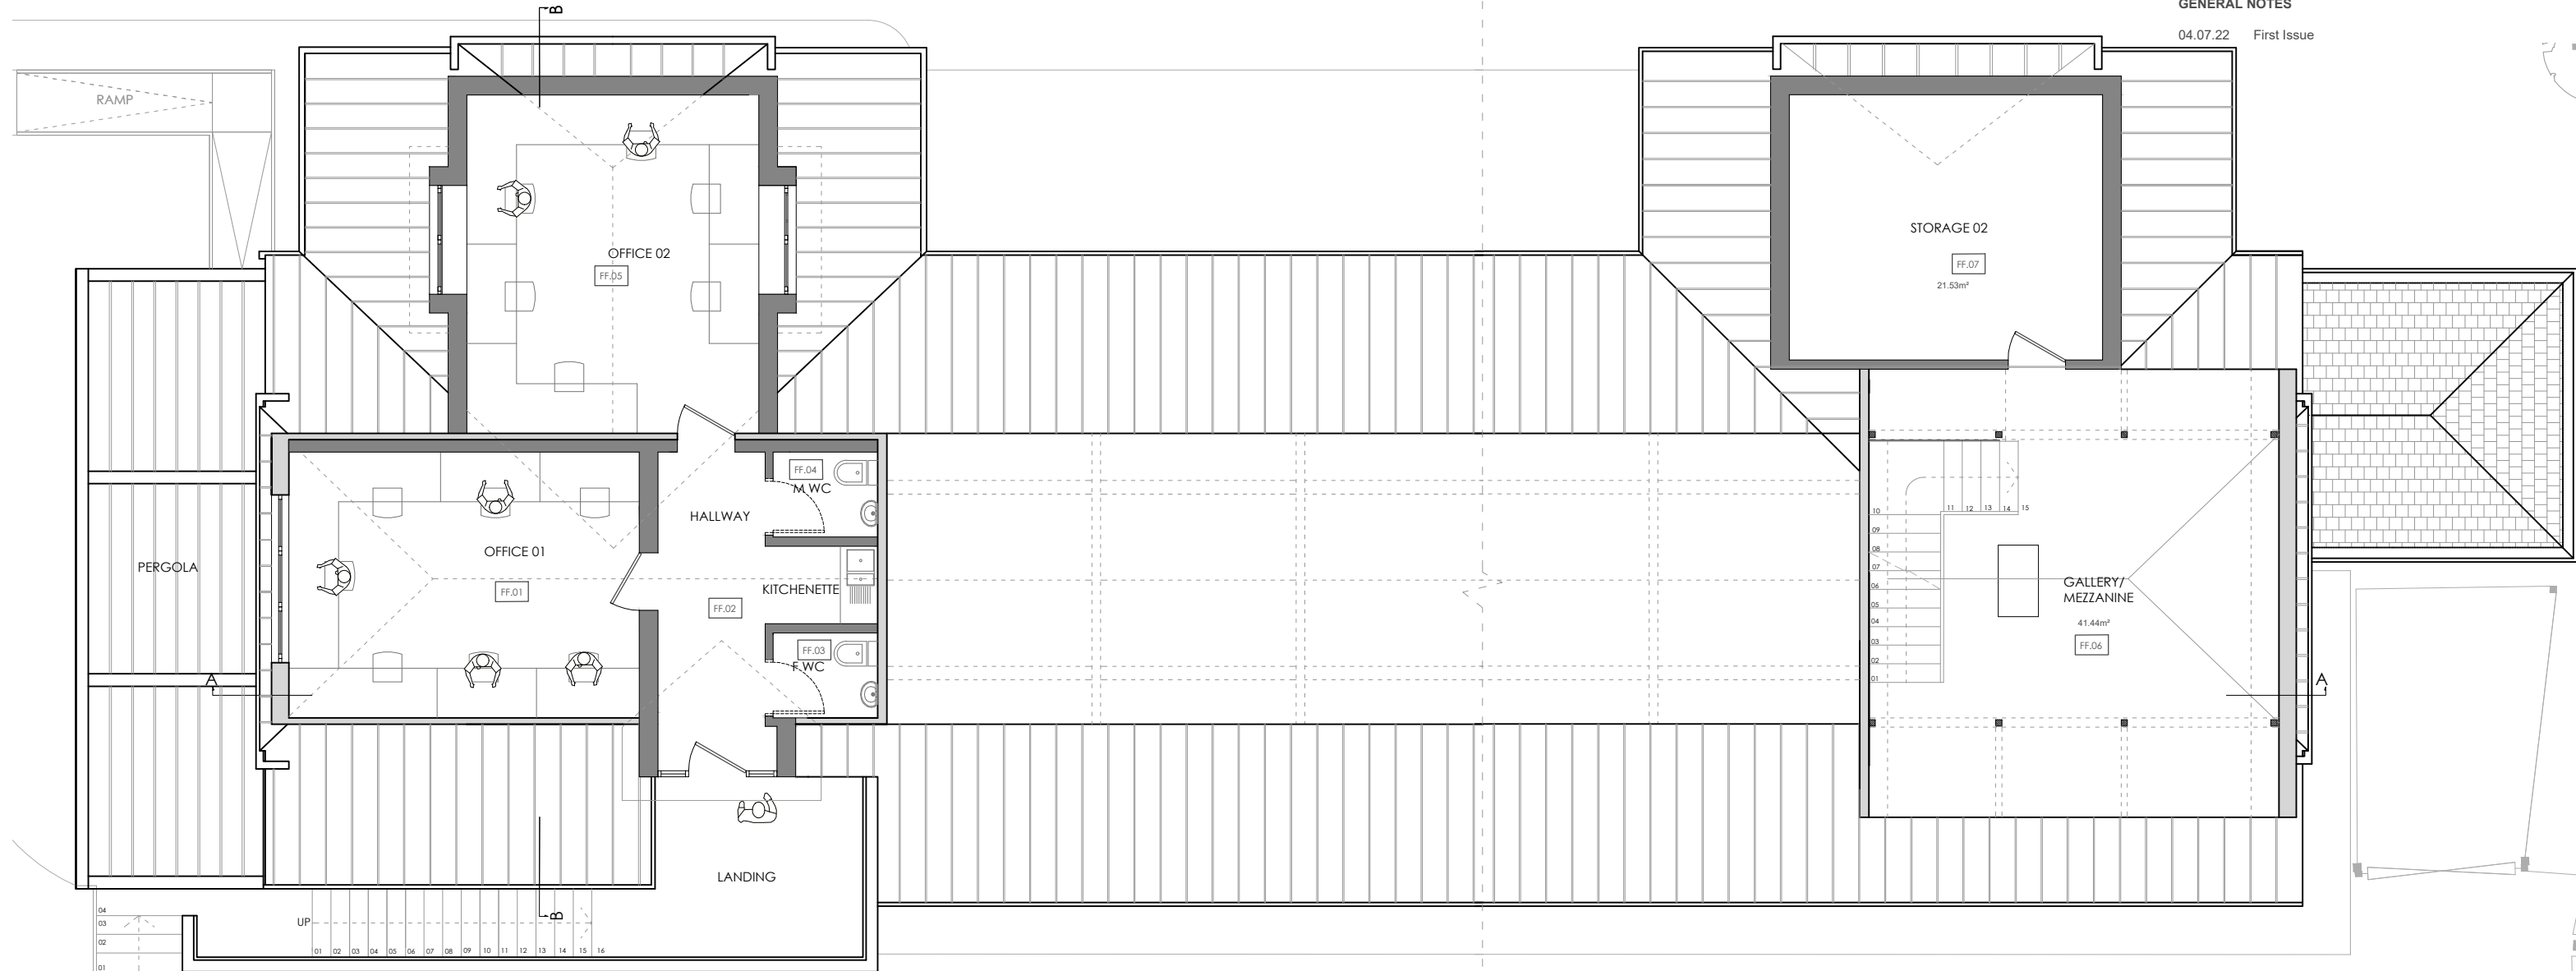 GENERAL NOTES
04.07.22 First Issue
B
RAMP
OFFICE 02
FF.05
STORAGE 02
FF.07
21.53m²
FF.04
M.WC
HALLWAY
OFFICE 01
FF.01
PERGOLA
KITCHENETTE
FF.02
FF.03
F.WC
A
10
09
08
07
06
05
04
03
02
01
11 12 13 14 15
GALLERY/
MEZZANINE
41.44m²
FF.06
A
LANDING
B
UP
01 02 03 04 05 06 07 08 09 10 11 12 13 14 15 16
04
03
02
01